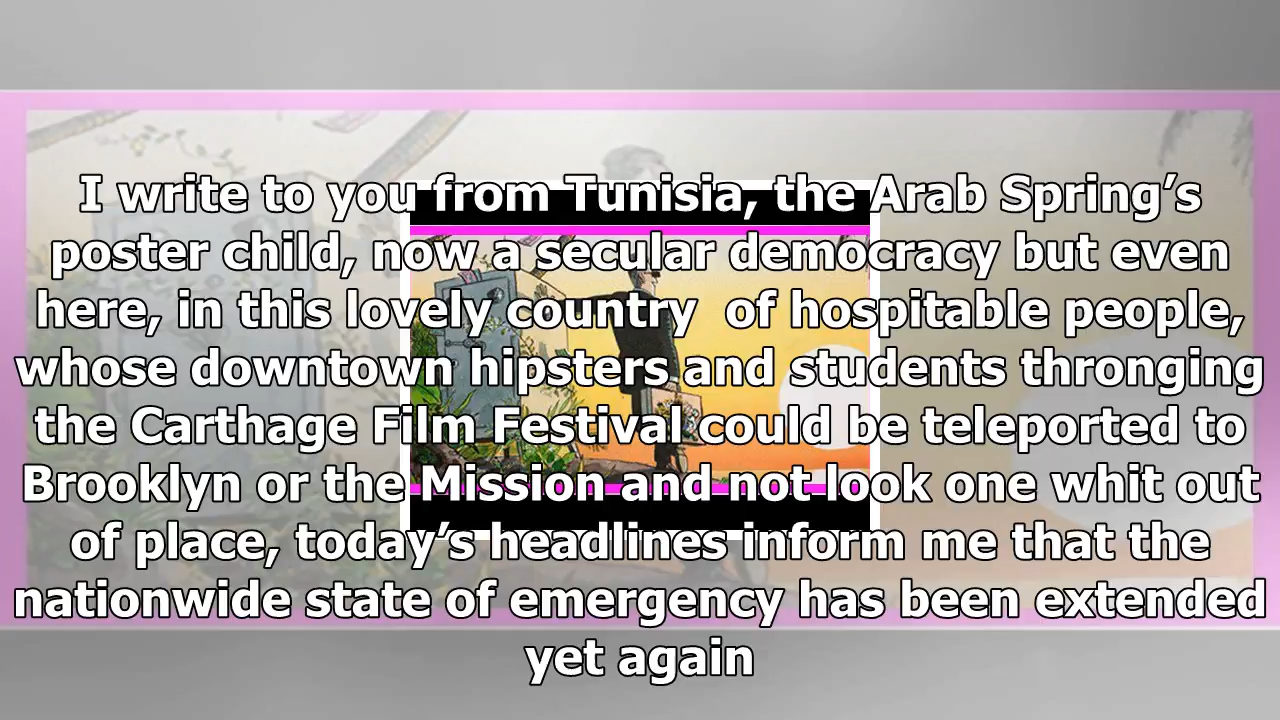 I write to you from Tunisia, the Arab Spring’s
poster child, now a secular democracy but even
here, in this lovely country  of hospitable people,
whose downtown hipsters and students thronging
the Carthage Film Festival could be teleported to
Brooklyn or the Mission and not look one whit out
of place, today’s headlines inform me that the
nationwide state of emergency has been extended
yet again